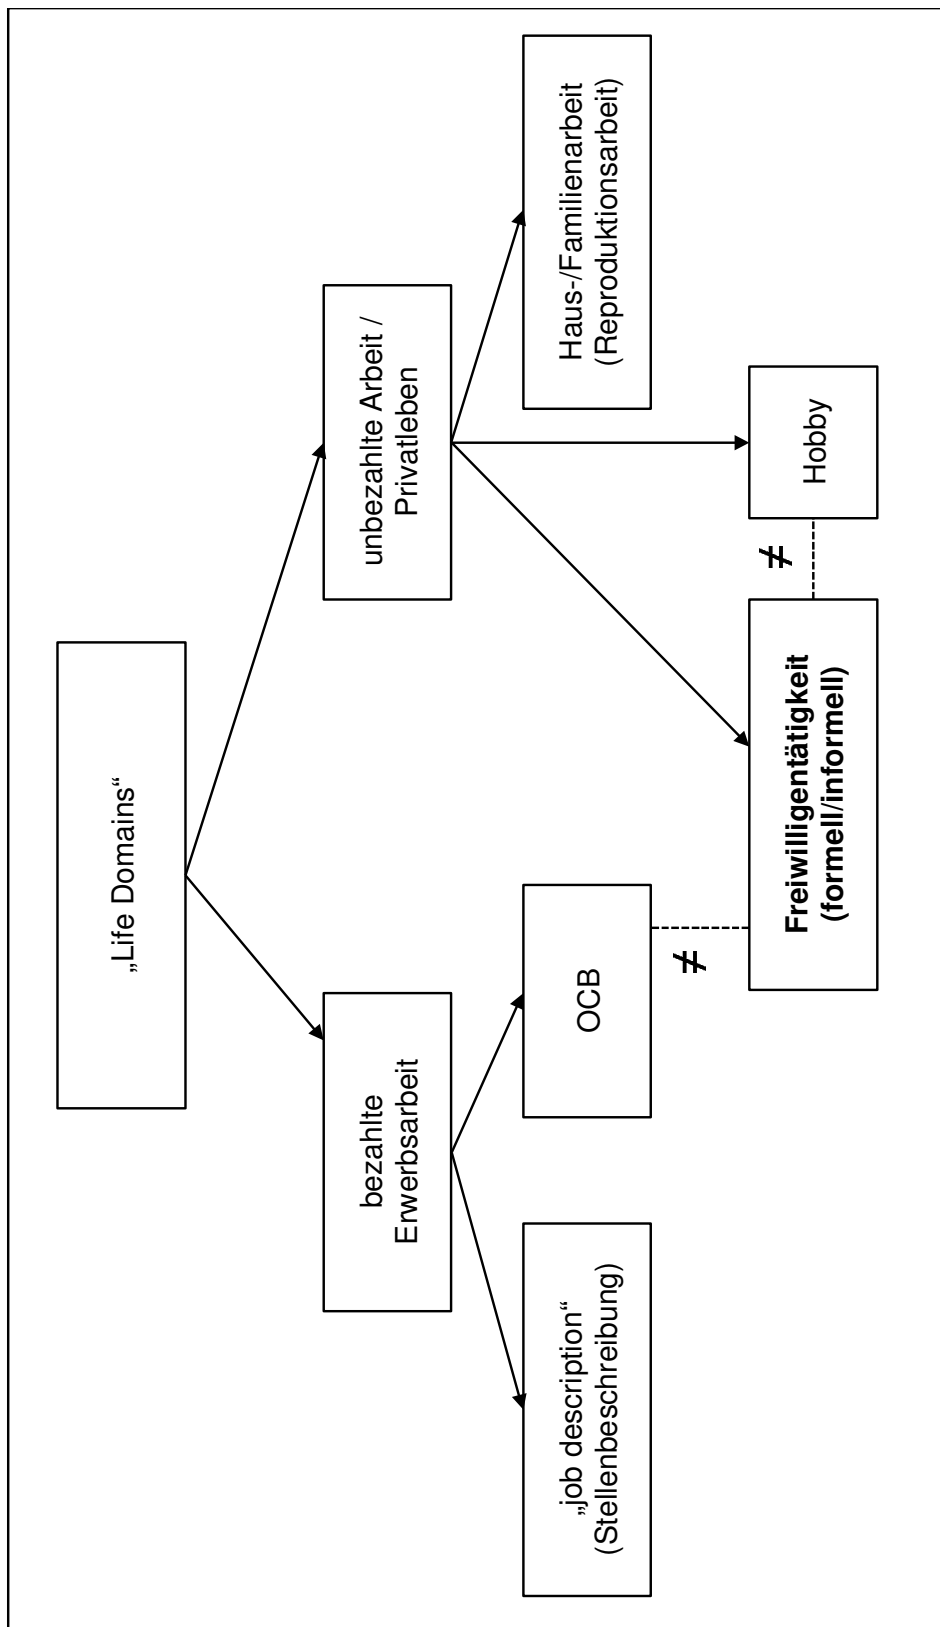 „Life Domains“
bezahlte
Erwerbsarbeit
unbezahlte Arbeit /
Privatleben
„job description“
(Stellenbeschreibung)
OCB
Haus-/Familienarbeit
(Reproduktionsarbeit)
≠
≠
Freiwilligentätigkeit
(formell/informell)
Hobby